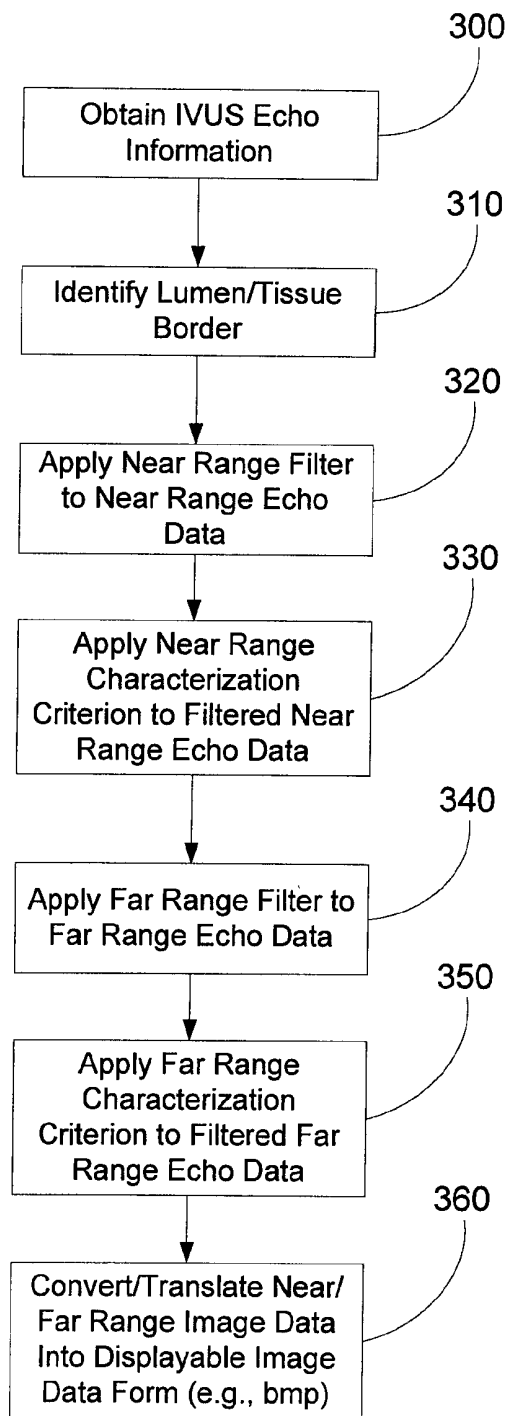 300
Obtain IVUS Echo
Information
310
Identify Lumen/Tissue
Border
320
Apply Near Range Filter
to Near Range Echo
Data
330
Apply Near Range
Characterization
Criterion to Filtered Near
Range Echo Data
340
Apply Far Range Filter to
Far Range Echo Data
350
Apply Far Range
Characterization
Criterion to Filtered Far
Range Echo Data
360
Convert/Translate Near/
Far Range Image Data
Into Displayable Image
Data Form (e.g., bmp)